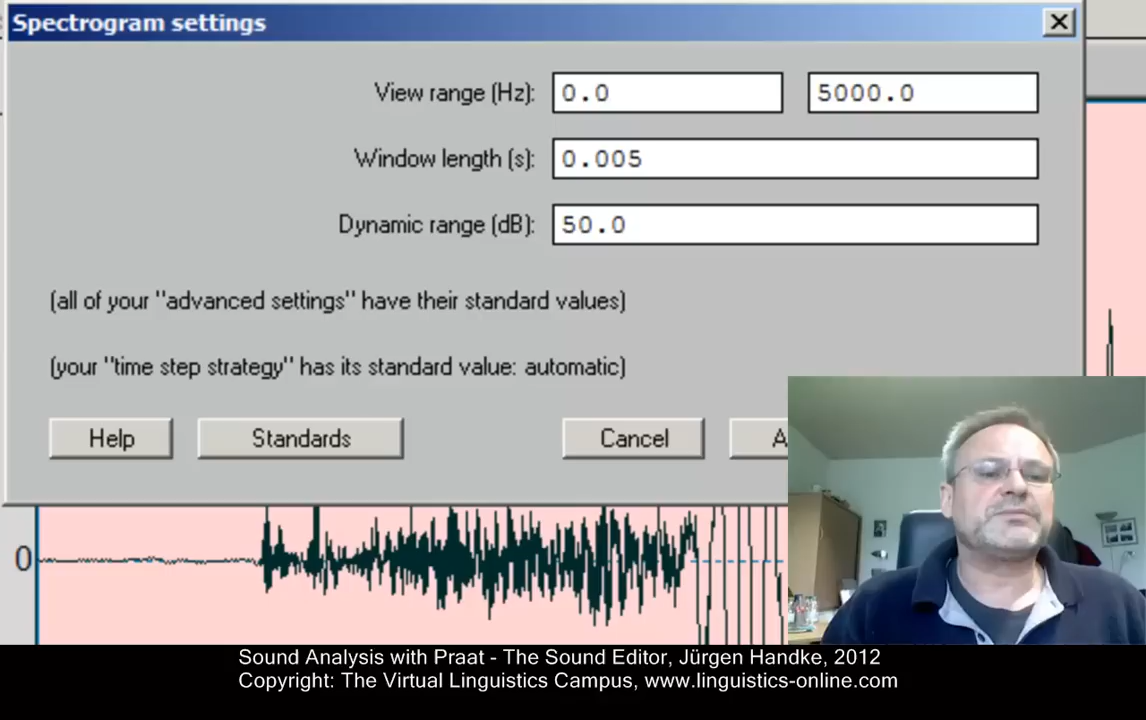 Spectrogram settings
View range (Hz): 0.0 5000.0
Window length (s): 0.005
Dynamic range (dB): 50.0
(all of your "advanced settings" have their standard values)
(your "time step strategy" has its standard value: automatic)
Help Standards Cancel
0
Sound Analysis with Praat - The Sound Editor, Jürgen Handke, 2012
Copyright: The Virtual Linguistics Campus, www.linguistics-online.com